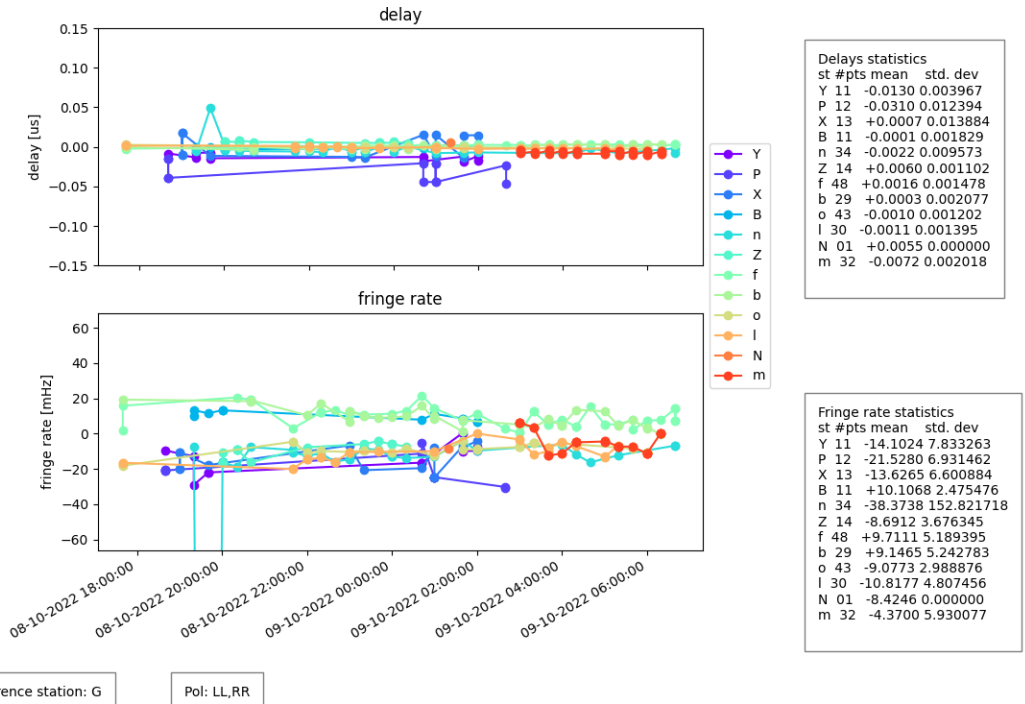 delay
0.15
0.10
0.05
0.00
−0.05
−0.10
−0.15
delay [us]
fringe rate
60
40
20
0
−20
−40
−60
fringe rate [mHz]
08-10-2022 18:00:00
08-10-2022 20:00:00
08-10-2022 22:00:00
09-10-2022 00:00:00
09-10-2022 02:00:00
09-10-2022 04:00:00
09-10-2022 06:00:00
Y
P
X
B
n
Z
f
b
o
l
N
m
Delays statistics
st #pts mean std. dev
Y 11 -0.0130 0.003967
P 12 -0.0310 0.012394
X 13 +0.0007 0.013884
B 11 -0.0001 0.001829
n 34 -0.0022 0.009573
Z 14 +0.0060 0.001102
f 48 +0.0016 0.001478
b 29 +0.0003 0.002077
o 43 -0.0010 0.001202
l 30 -0.0011 0.001395
N 01 +0.0055 0.000000
m 32 -0.0072 0.002018
Fringe rate statistics
st #pts mean std. dev
Y 11 -14.1024 7.833263
P 12 -21.5280 6.931462
X 13 -13.6265 6.600884
B 11 +10.1068 2.475476
n 34 -38.3738 152.821718
Z 14 -8.6912 3.676345
f 48 +9.7111 5.189395
b 29 +9.1465 5.242783
o 43 -9.0773 2.988876
l 30 -10.8177 4.807456
N 01 -8.4246 0.000000
m 32 -4.3700 5.930077
rence station: G
Pol: LL,RR